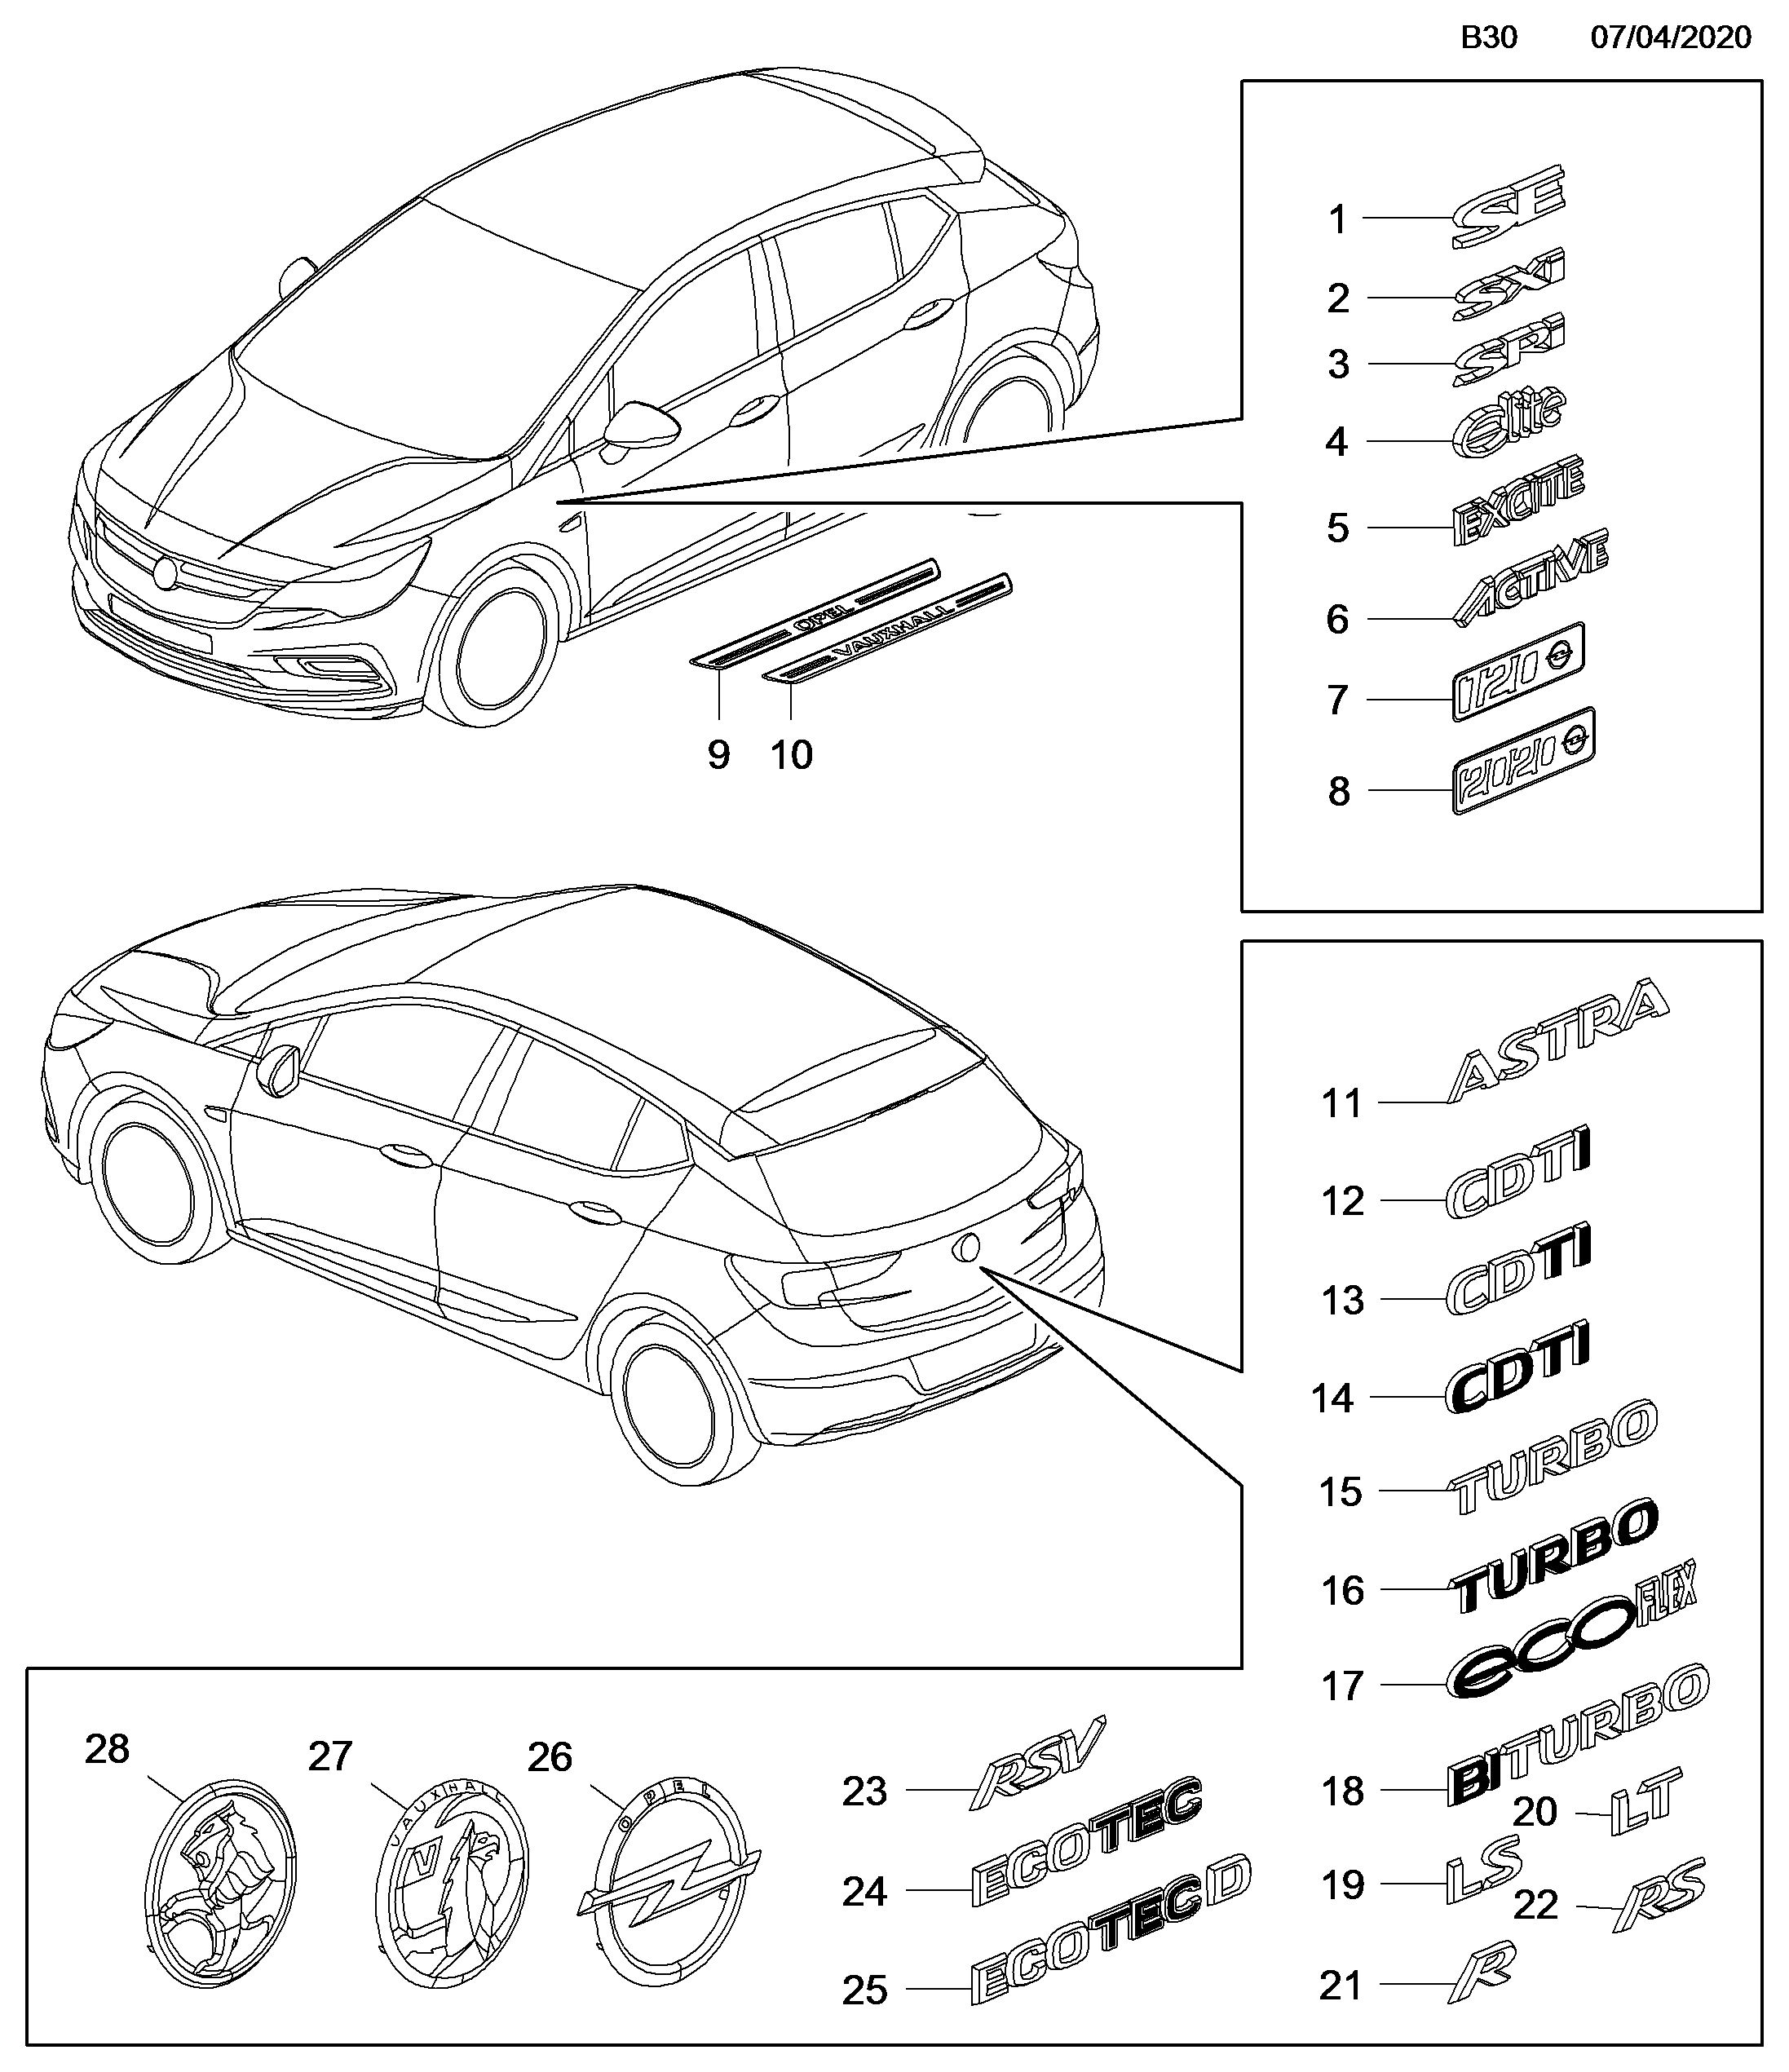 B30 07/04/2020
1 SE
2 SXi
3 SRi
4 elite
5 EXCITE
6 ACTIVE
7 120
8 2020
OPEL
VAUXHALL
9 10
11 ASTRA
12 CDTI
13 CDTI
14 CDTI
15 TURBO
16 TURBO
17 eco FLEX
18 BITURBO
20 LT
19 LS
22 RS
21 R
28 27 VAUXHALL V 26 OPEL
23 RSV
24 ECOTEC
25 ECOTEC D